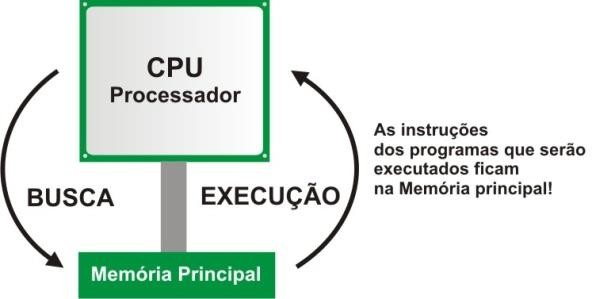 CPU
Processador
BUSCA
EXECUÇÃO
Memória Principal
As instruções
dos programas que serão
executados ficam
na Memória principal!